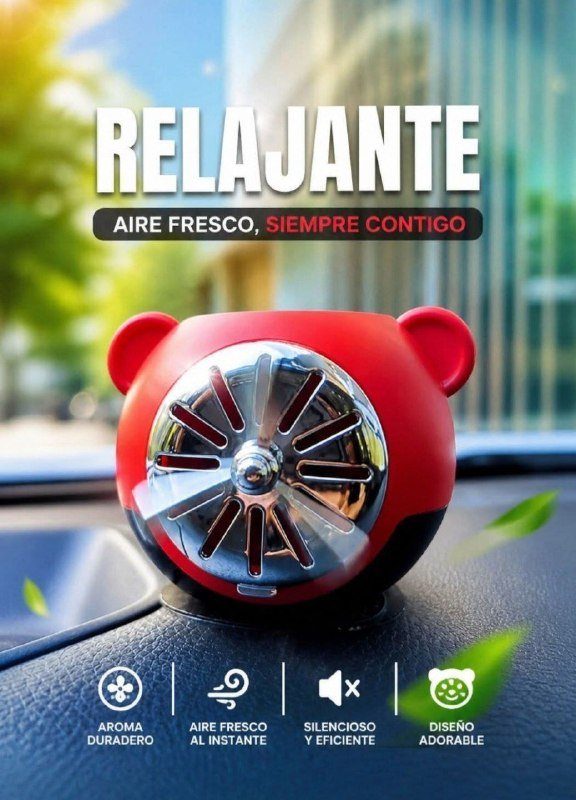 RELAJANTE
AIRE FRESCO, SIEMPRE CONTIGO
AROMA
DURADERO
AIRE FRESCO
AL INSTANTE
SILENCIOSO
Y EFICIENTE
DISEÑO
ADORABLE